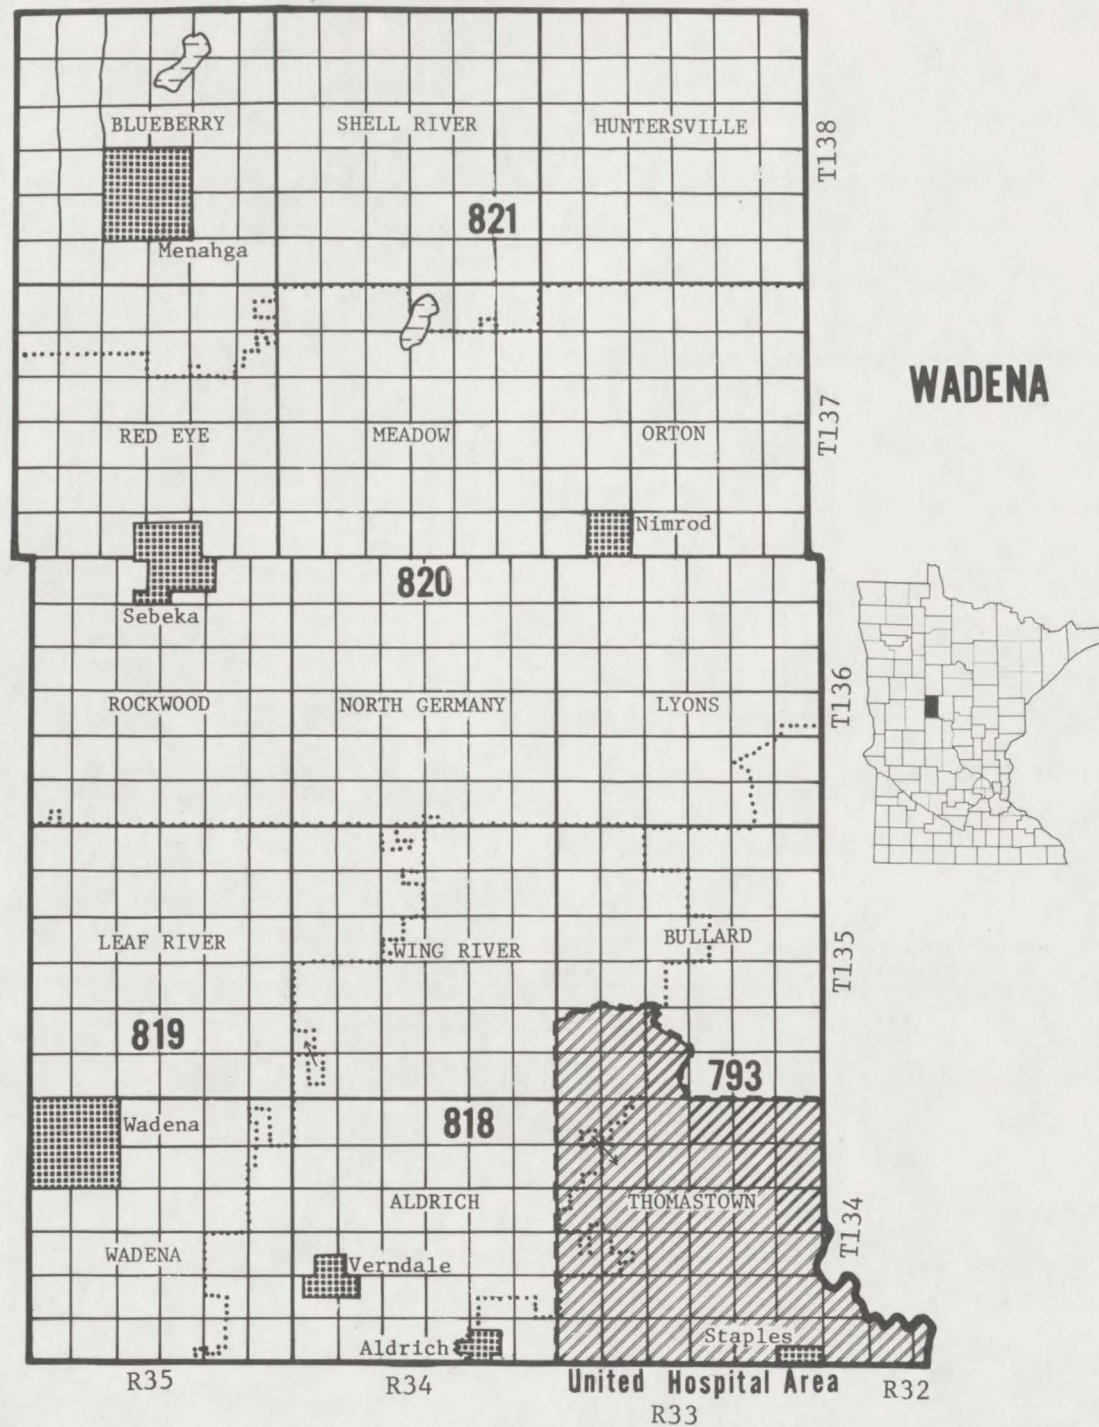 BLUEBERRY
SHELL RIVER
HUNTERSVILLE
T138
821
Menahga
WADENA
RED EYE
MEADOW
ORTON
T137
Nimrod
820
Sebeka
ROCKWOOD
NORTH GERMANY
LYONS
T136
LEAF RIVER
WING RIVER
BULLARD
T135
819
793
Wadena
818
ALDRICH
THOMASTOWN
T134
WADENA
Verndale
Aldrich
Staples
R35
R34
United Hospital Area
R32
R33